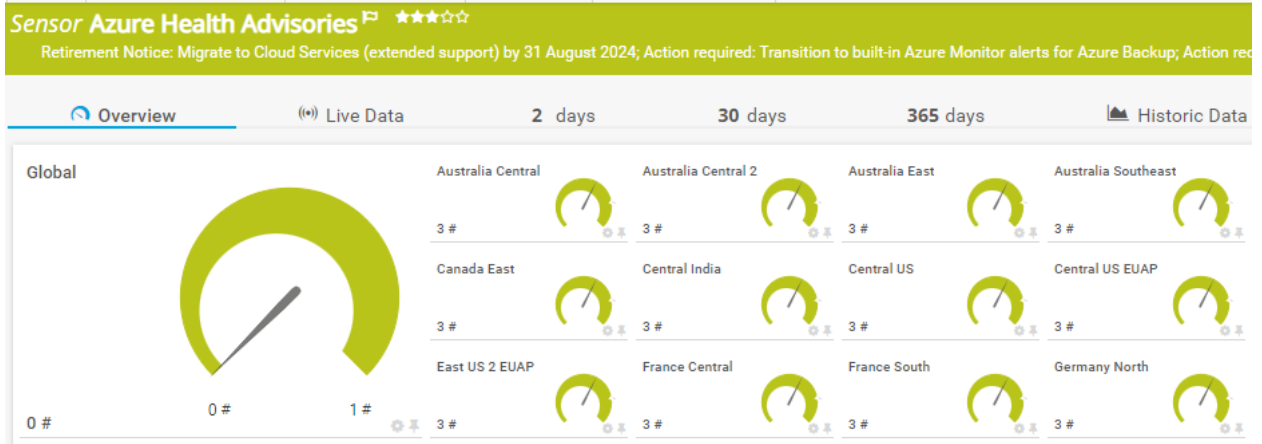 Sensor Azure Health Advisories
Retirement Notice: Migrate to Cloud Services (extended support) by 31 August 2024; Action required: Transition to built-in Azure Monitor alerts for Azure Backup; Action
Overview
Live Data
2 days
30 days
365 days
Historic Data
Global
0 #
1 #
0 #
Australia Central
3 #
Australia Central 2
3 #
Australia East
3 #
Australia Southeast
3 #
Canada East
3 #
Central India
3 #
Central US
3 #
Central US EUAP
3 #
East US 2 EUAP
3 #
France Central
3 #
France South
3 #
Germany North
3 #